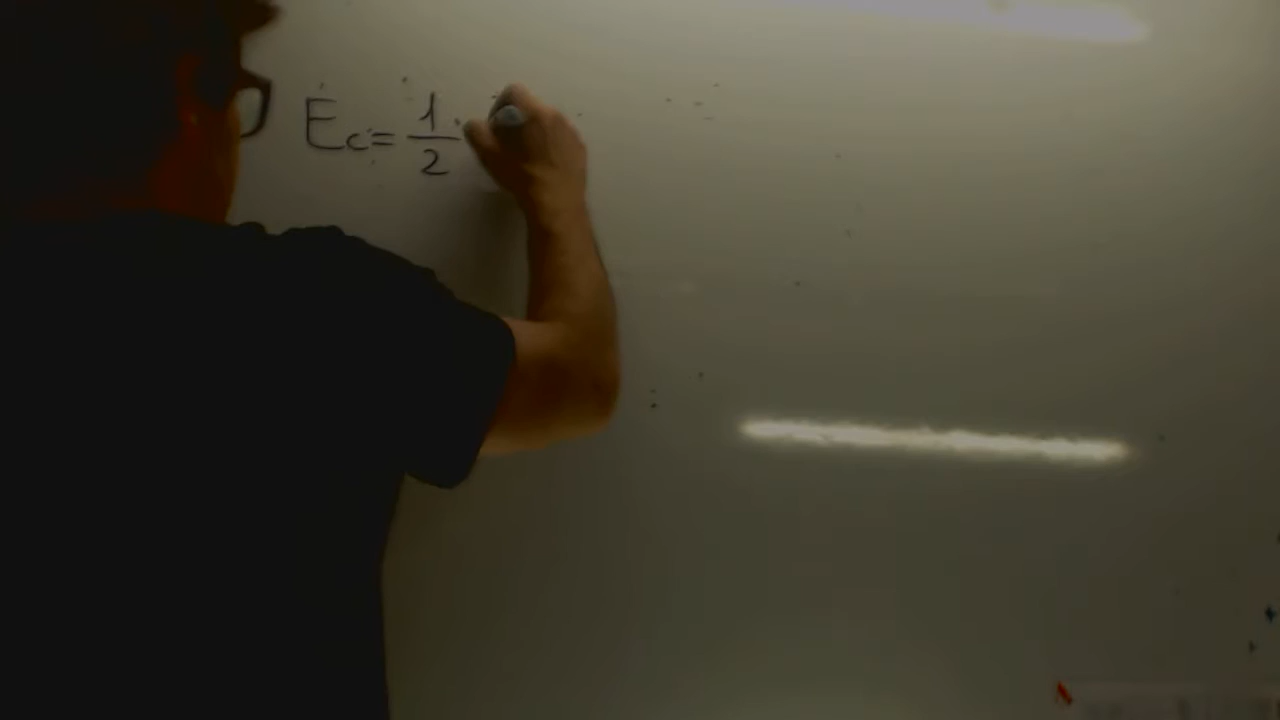 Ec = 1/2 ·